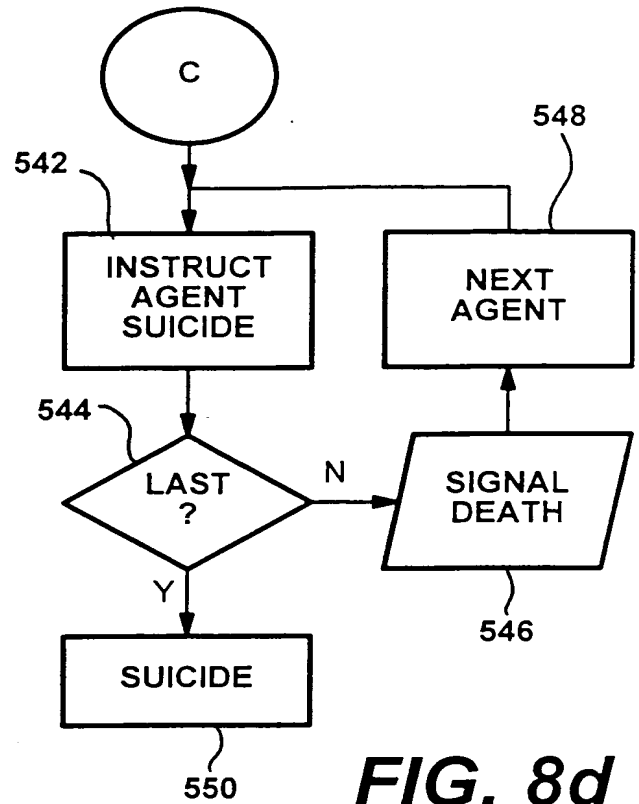 C
548
542
INSTRUCT
AGENT
SUICIDE
NEXT
AGENT
544
LAST
?
N
SIGNAL
DEATH
Y
546
SUICIDE
550
FIG. 8d